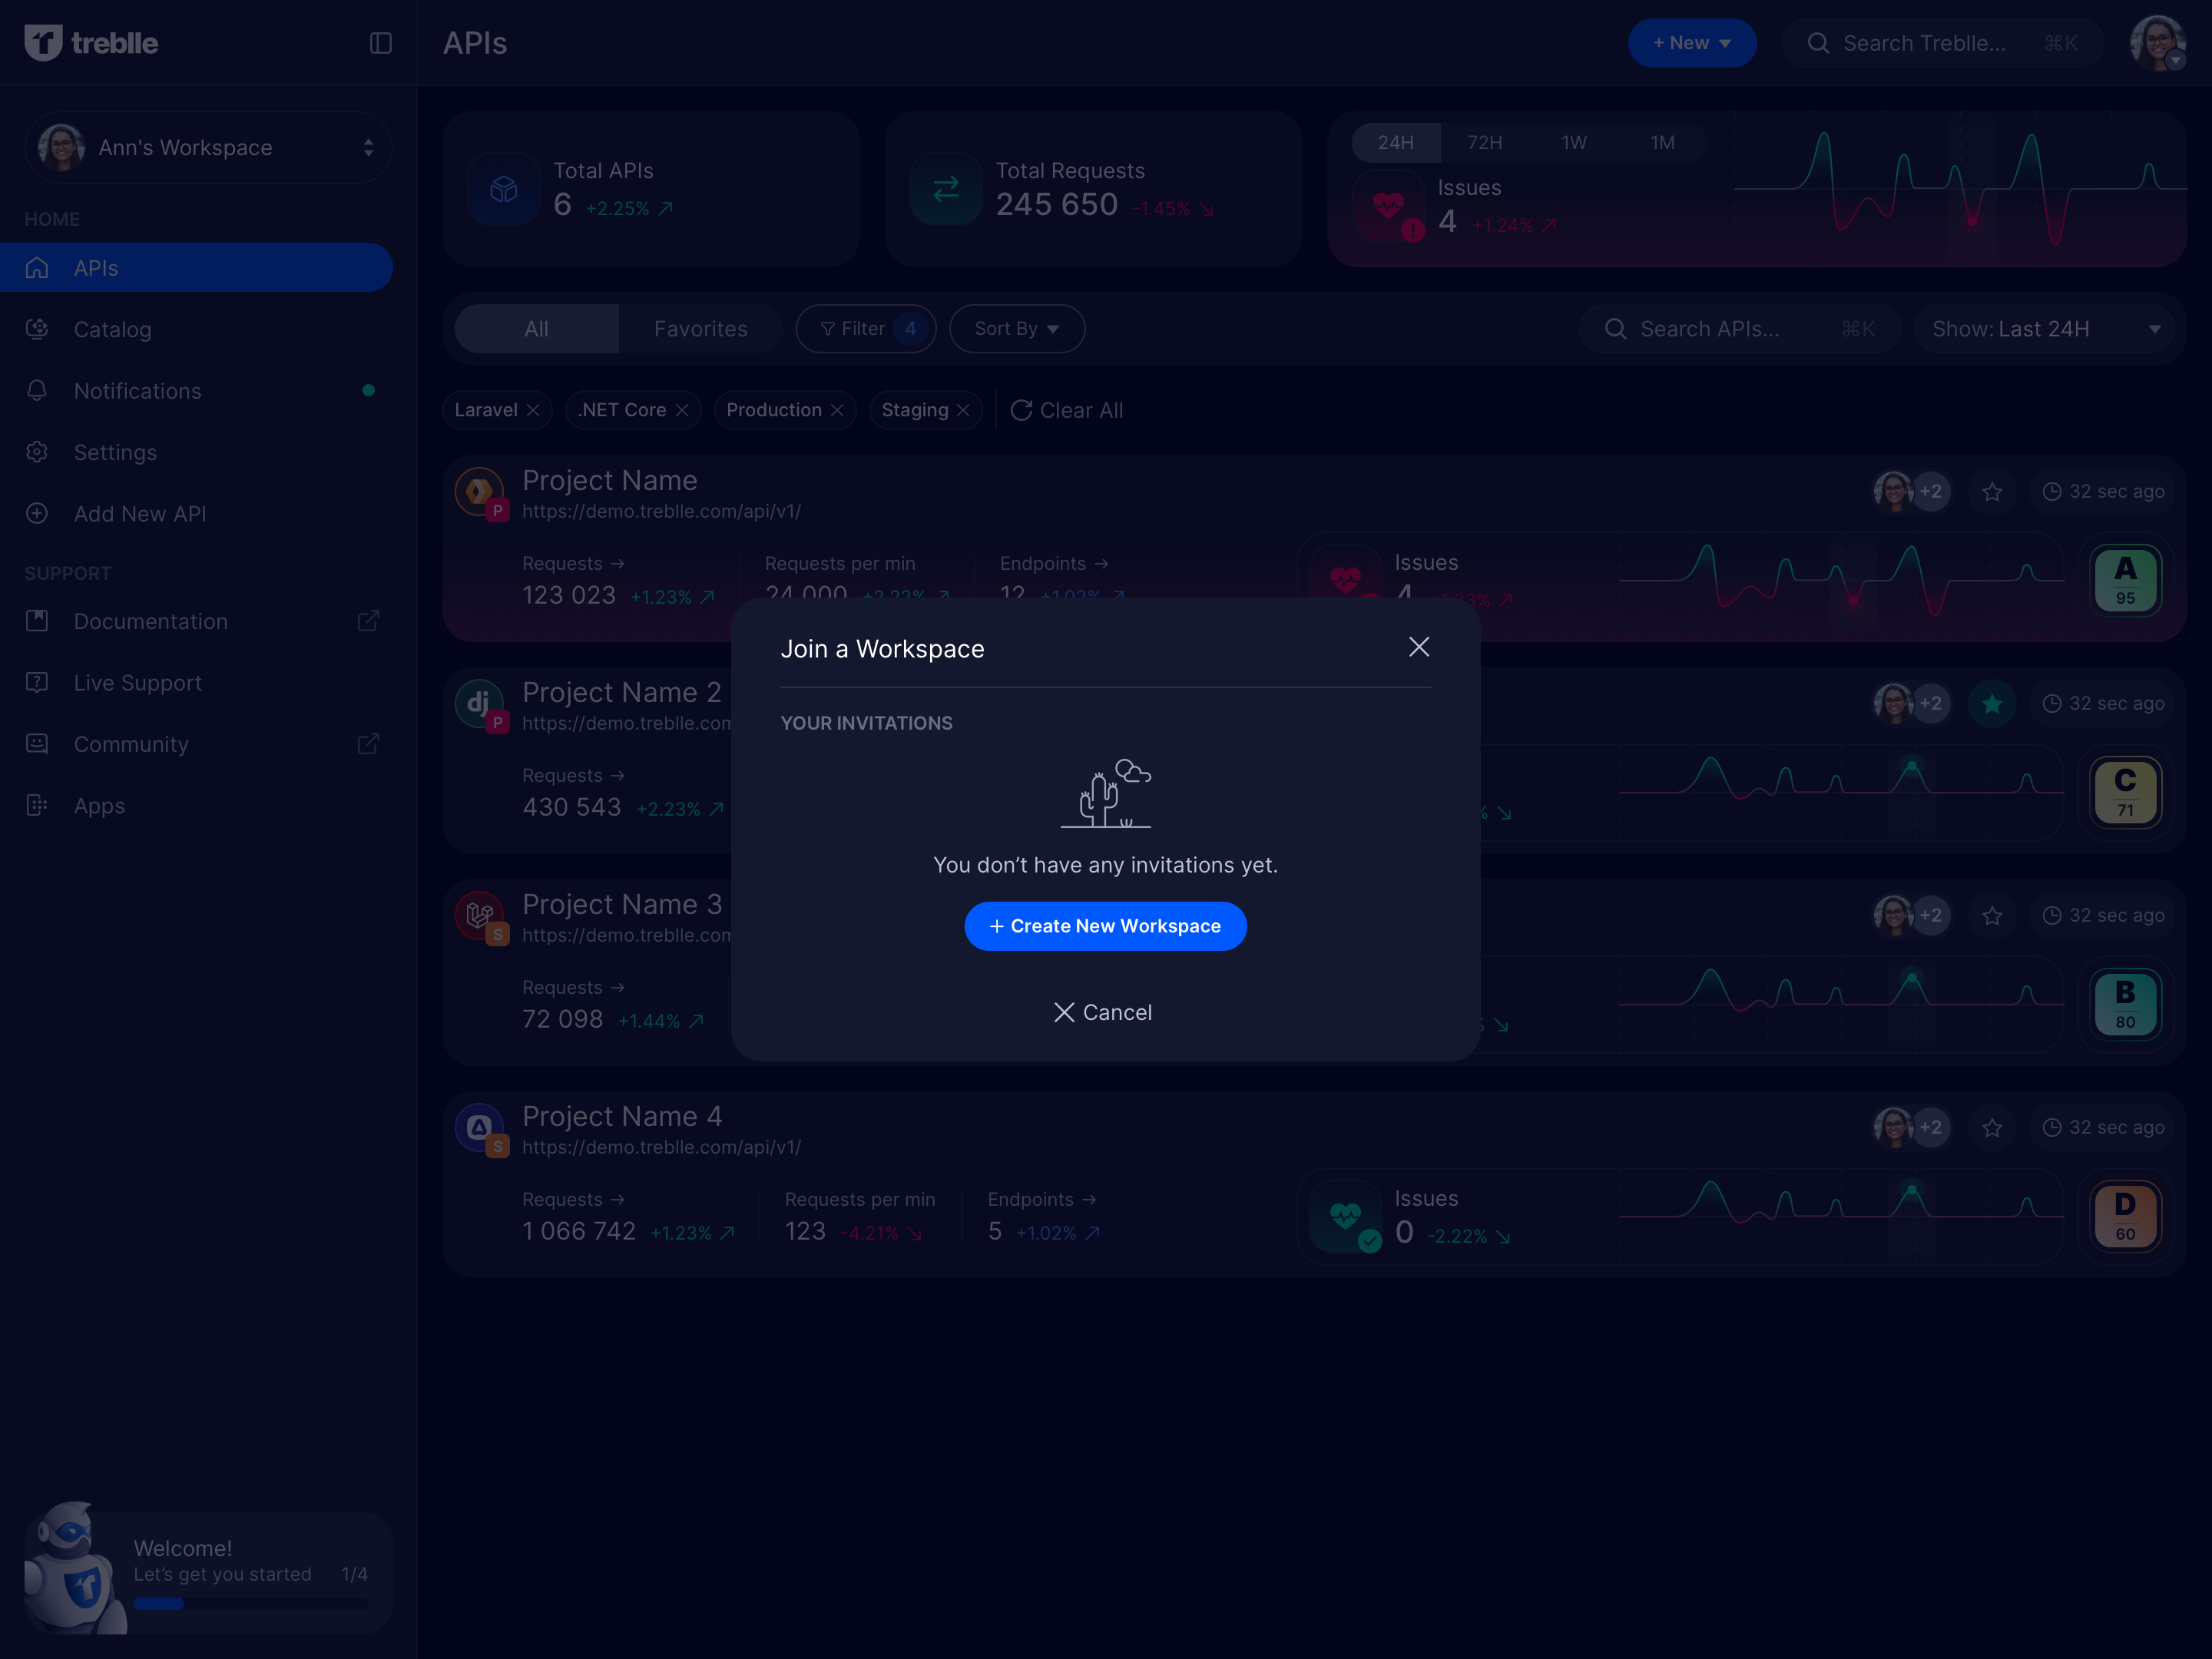 treblle
APIs
+ New
Search Treblle... ⌘K
Ann's Workspace
HOME
APIs
Catalog
Notifications
Settings
Add New API
SUPPORT
Documentation
Live Support
Community
Apps
Welcome!
Let's get you started 1/4
Total APIs
6 +2.25%
Total Requests
245 650 -1.45%
24H 72H 1W 1M
Issues
4 +1.24%
All Favorites Filter 4 Sort By
Search APIs... ⌘K Show: Last 24H
Laravel .NET Core Production Staging Clear All
Project Name
P
https://demo.treblle.com/api/v1/
+2 32 sec ago
Requests → Requests per min Endpoints →
123 023 +1.23% 24 000 +2.22% 12 +1.02%
Issues
4
A
95
Project Name 2
dj P
https://demo.treblle.com
+2 32 sec ago
Requests →
430 543 +2.23%
%
C
71
Project Name 3
S
https://demo.treblle.com
+2 32 sec ago
Requests →
72 098 +1.44%
B
80
Project Name 4
S
https://demo.treblle.com/api/v1/
+2 32 sec ago
Requests → Requests per min Endpoints →
1 066 742 +1.23% 123 -4.21% 5 +1.02%
Issues
0 -2.22%
D
60
Join a Workspace
YOUR INVITATIONS
You don’t have any invitations yet.
+ Create New Workspace
Cancel